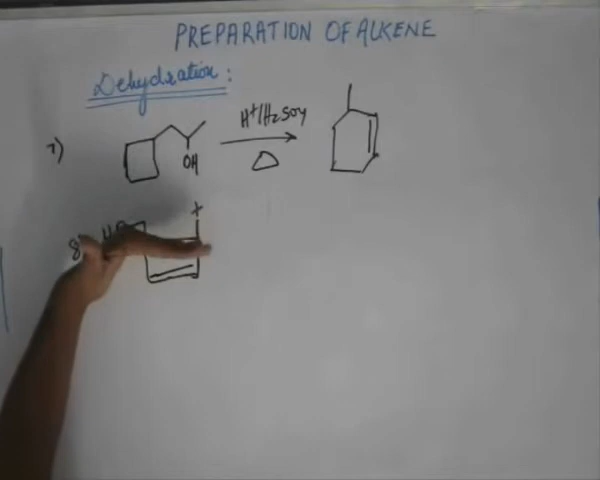 PREPARATION OF ALKENE
Dehydration :
7)
H+/H2SO4
OH
△
8)
+